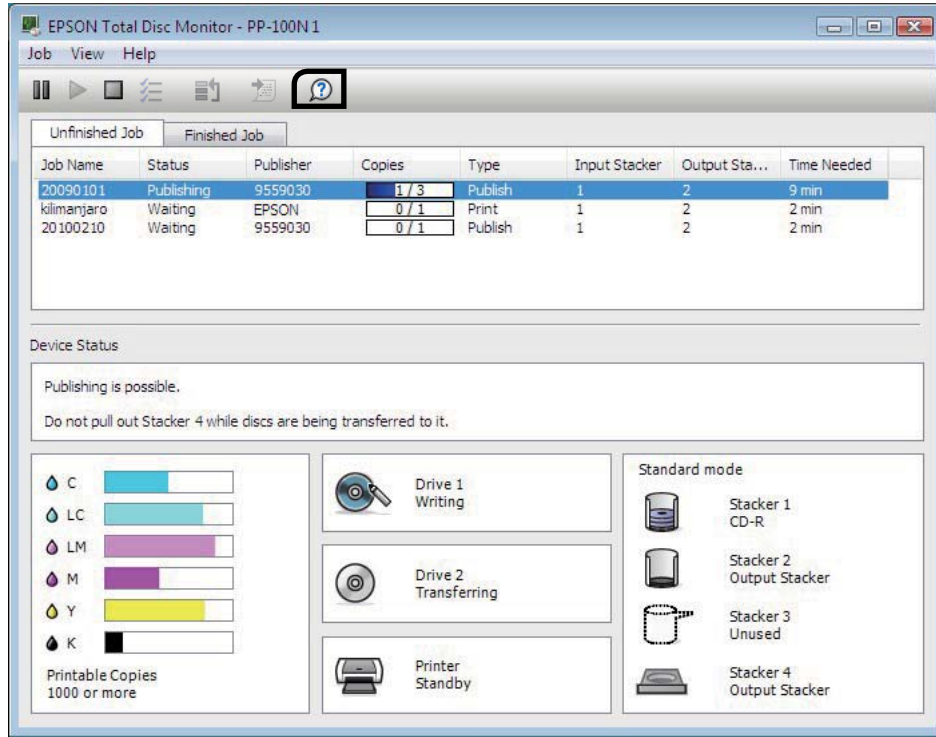 EPSON Total Disc Monitor - PP-100N 1
Job View Help
Unfinished Job Finished Job
Job Name Status Publisher Copies Type Input Stacker Output Sta... Time Needed
20090101 Publishing 9559030 1 / 3 Publish 1 2 9 min
kilimanjaro Waiting EPSON 0 / 1 Print 1 2 2 min
20100210 Waiting 9559030 0 / 1 Publish 1 2 2 min
Device Status
Publishing is possible.
Do not pull out Stacker 4 while discs are being transferred to it.
C
LC
LM
M
Y
K
Printable Copies
1000 or more
Drive 1
Writing
Drive 2
Transferring
Printer
Standby
Standard mode
Stacker 1
CD-R
Stacker 2
Output Stacker
Stacker 3
Unused
Stacker 4
Output Stacker